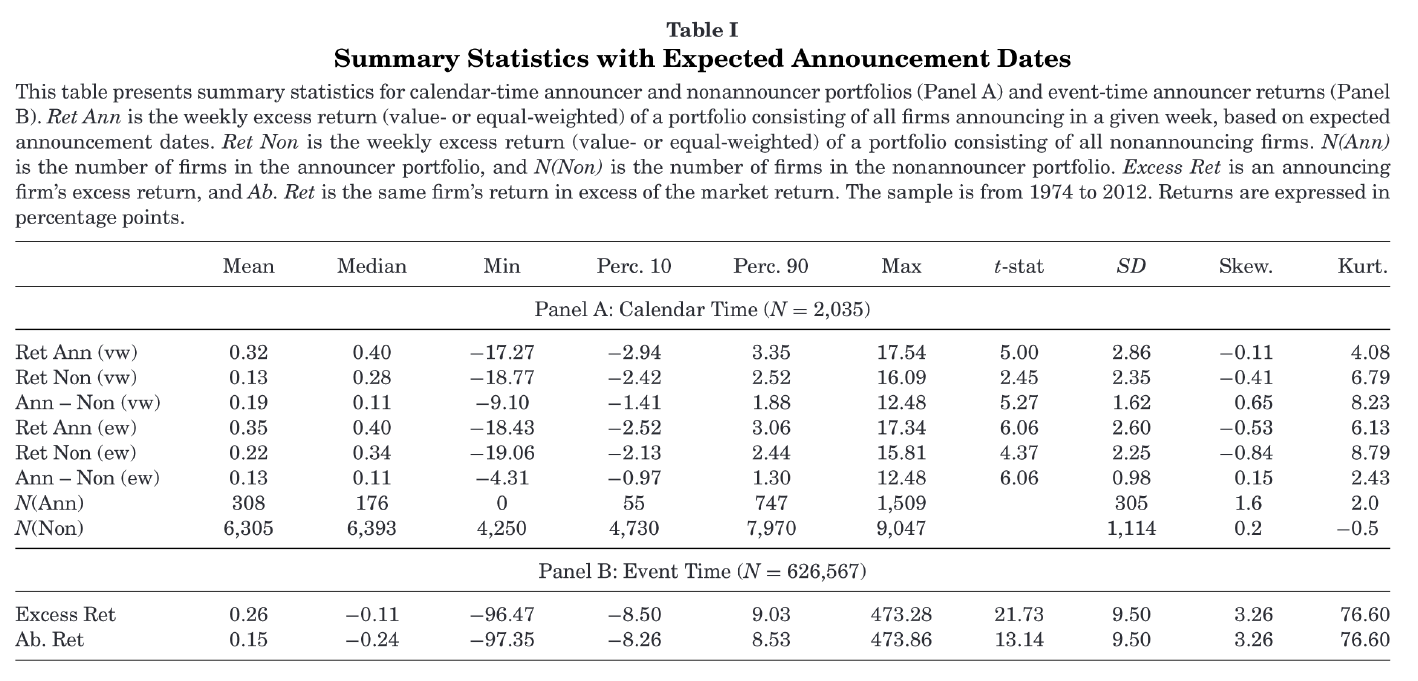 Table I
Summary Statistics with Expected Announcement Dates
This table presents summary statistics for calendar-time announcer and nonannouncer portfolios (Panel A) and event-time announcer returns (Panel
B). Ret Ann is the weekly excess return (value- or equal-weighted) of a portfolio consisting of all firms announcing in a given week, based on expected
announcement dates. Ret Non is the weekly excess return (value- or equal-weighted) of a portfolio consisting of all nonannouncing firms. N(Ann)
is the number of firms in the announcer portfolio, and N(Non) is the number of firms in the nonannouncer portfolio. Excess Ret is an announcing
firm's excess return, and Ab. Ret is the same firm's return in excess of the market return. The sample is from 1974 to 2012. Returns are expressed in
percentage points.
Mean Median Min Perc. 10 Perc. 90 Max t-stat SD Skew. Kurt.
Panel A: Calendar Time (N = 2,035)
Ret Ann (vw) 0.32 0.40 −17.27 −2.94 3.35 17.54 5.00 2.86 −0.11 4.08
Ret Non (vw) 0.13 0.28 −18.77 −2.42 2.52 16.09 2.45 2.35 −0.41 6.79
Ann – Non (vw) 0.19 0.11 −9.10 −1.41 1.88 12.48 5.27 1.62 0.65 8.23
Ret Ann (ew) 0.35 0.40 −18.43 −2.52 3.06 17.34 6.06 2.60 −0.53 6.13
Ret Non (ew) 0.22 0.34 −19.06 −2.13 2.44 15.81 4.37 2.25 −0.84 8.79
Ann – Non (ew) 0.13 0.11 −4.31 −0.97 1.30 12.48 6.06 0.98 0.15 2.43
N(Ann) 308 176 0 55 747 1,509 305 1.6 2.0
N(Non) 6,305 6,393 4,250 4,730 7,970 9,047 1,114 0.2 −0.5
Panel B: Event Time (N = 626,567)
Excess Ret 0.26 −0.11 −96.47 −8.50 9.03 473.28 21.73 9.50 3.26 76.60
Ab. Ret 0.15 −0.24 −97.35 −8.26 8.53 473.86 13.14 9.50 3.26 76.60